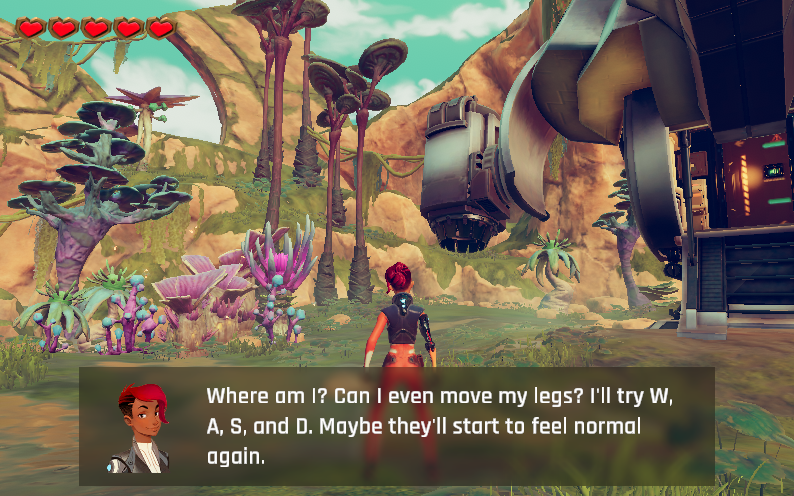 Where am I? Can I even move my legs? I'll try W,
A, S, and D. Maybe they'll start to feel normal
again.